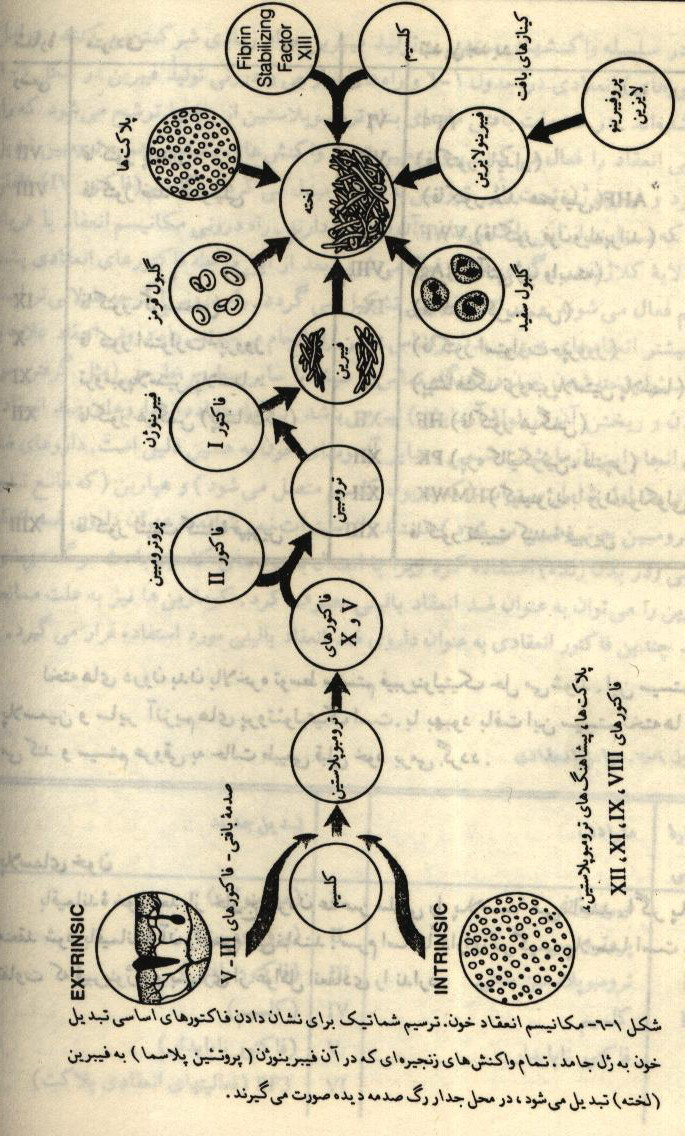 EXTRINSIC
صدمهٔ بافتی - فاکتورهای III-V
INTRINSIC
پلاکت‌ها، پیشاهنگ‌های ترومبوپلاستین
فاکتورهای XII ،XI ،IX ،VIII
کلسیم
ترومبوپلاستین
فاکتورهای
V و X
پروترومبین
فاکتور II
ترومبین
فیبرینوژن
فاکتور I
فیبرین
گلبول قرمز
گلبول سفید
پلاکت‌ها
لخته
Fibrin
Stabilizing
Factor
XIII
کلسیم
فیبرینولایزین
کینازهای بافت
پروفیبرینو
لایزین
شکل ۱-۶- مکانیسم انعقاد خون. ترسیم شماتیک برای نشان دادن فاکتورهای اساسی تبدیل
خون به ژل جامد. تمام واکنش‌های زنجیره‌ای که در آن فیبرینوژن (پروتئین پلاسما) به فیبرین
(لخته) تبدیل می‌شود، در محل جدار رگ صدمه دیده صورت می‌گیرند.